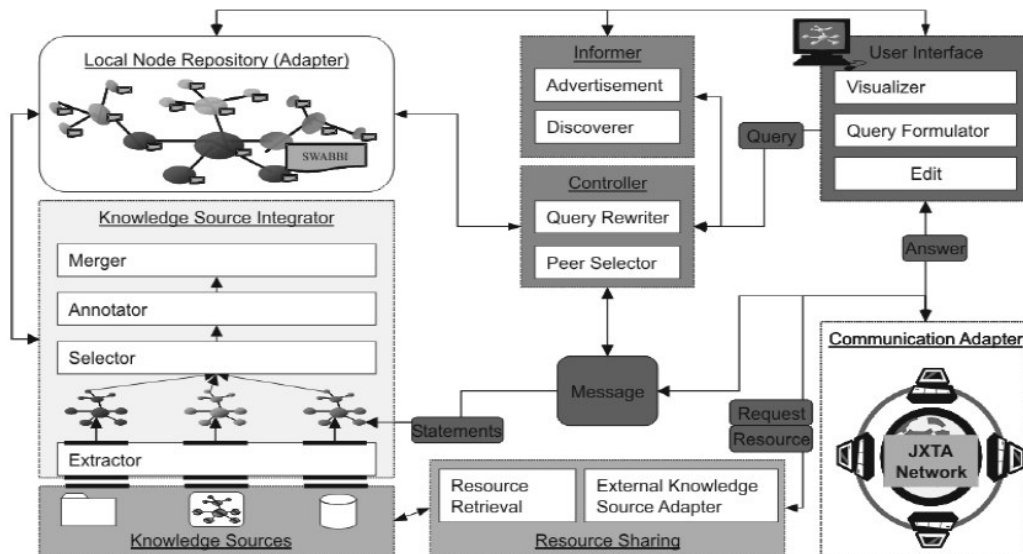 Local Node Repository (Adapter)
SWABBI
Informer
Advertisement
Discoverer
User Interface
Visualizer
Query Formulator
Edit
Query
Controller
Query Rewriter
Peer Selector
Answer
Knowledge Source Integrator
Merger
Annotator
Selector
Extractor
Message
Statements
Request
Resource
Communication Adapter
JXTA
Network
Knowledge Sources
Resource
Retrieval
External Knowledge
Source Adapter
Resource Sharing